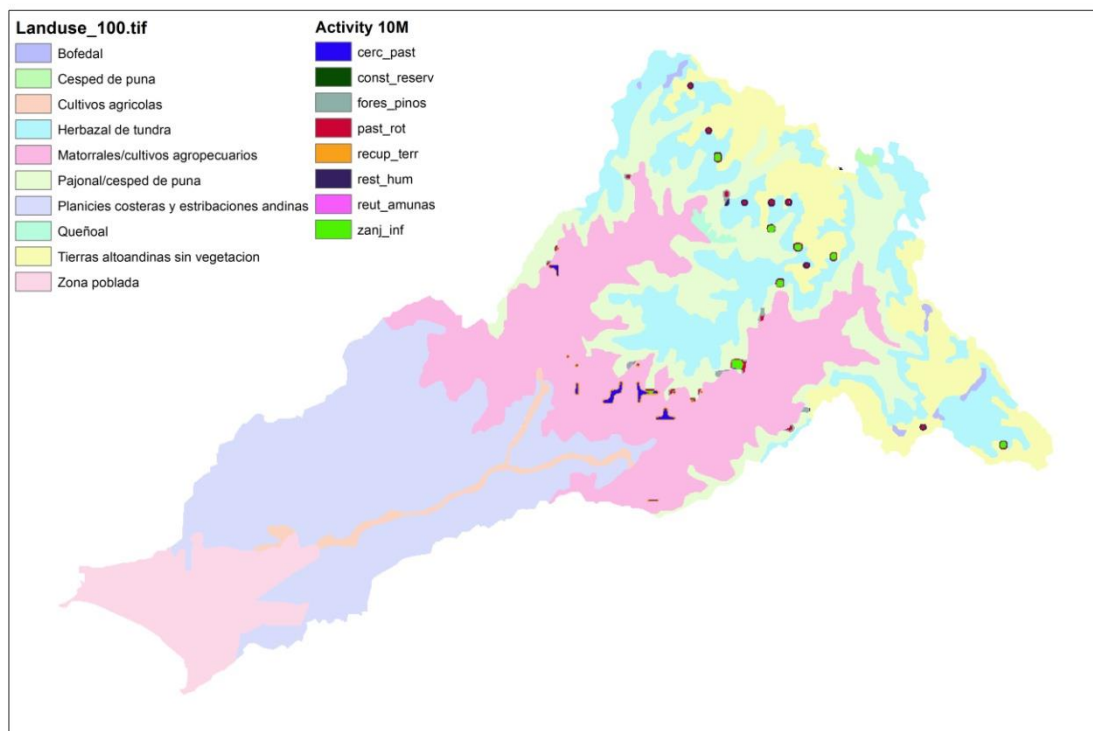 Landuse_100.tif
Bofedal
Cesped de puna
Cultivos agricolas
Herbazal de tundra
Matorrales/cultivos agropecuarios
Pajonal/cesped de puna
Planicies costeras y estribaciones andinas
Queñoal
Tierras altoandinas sin vegetacion
Zona poblada
Activity 10M
cerc_past
const_reserv
fores_pinos
past_rot
recup_terr
rest_hum
reut_amunas
zanj_inf